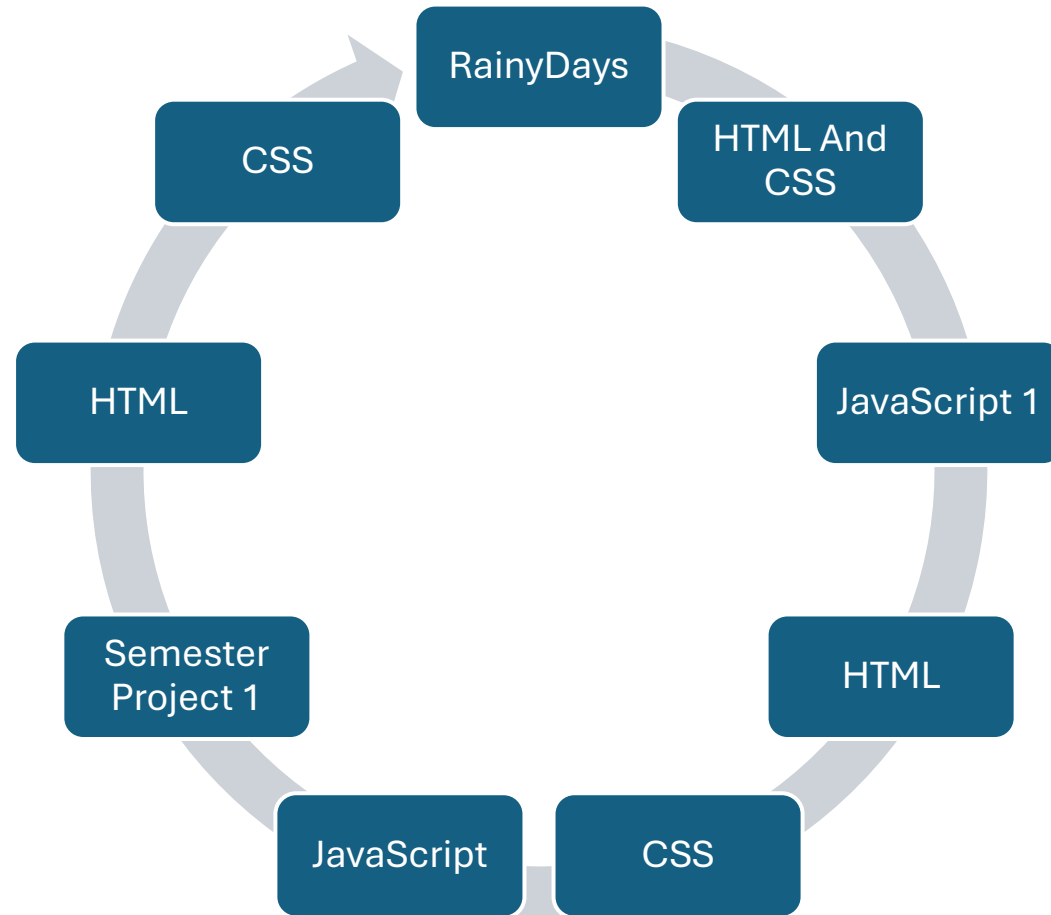 RainyDays
HTML And
CSS
JavaScript 1
HTML
CSS
JavaScript
Semester
Project 1
HTML
CSS